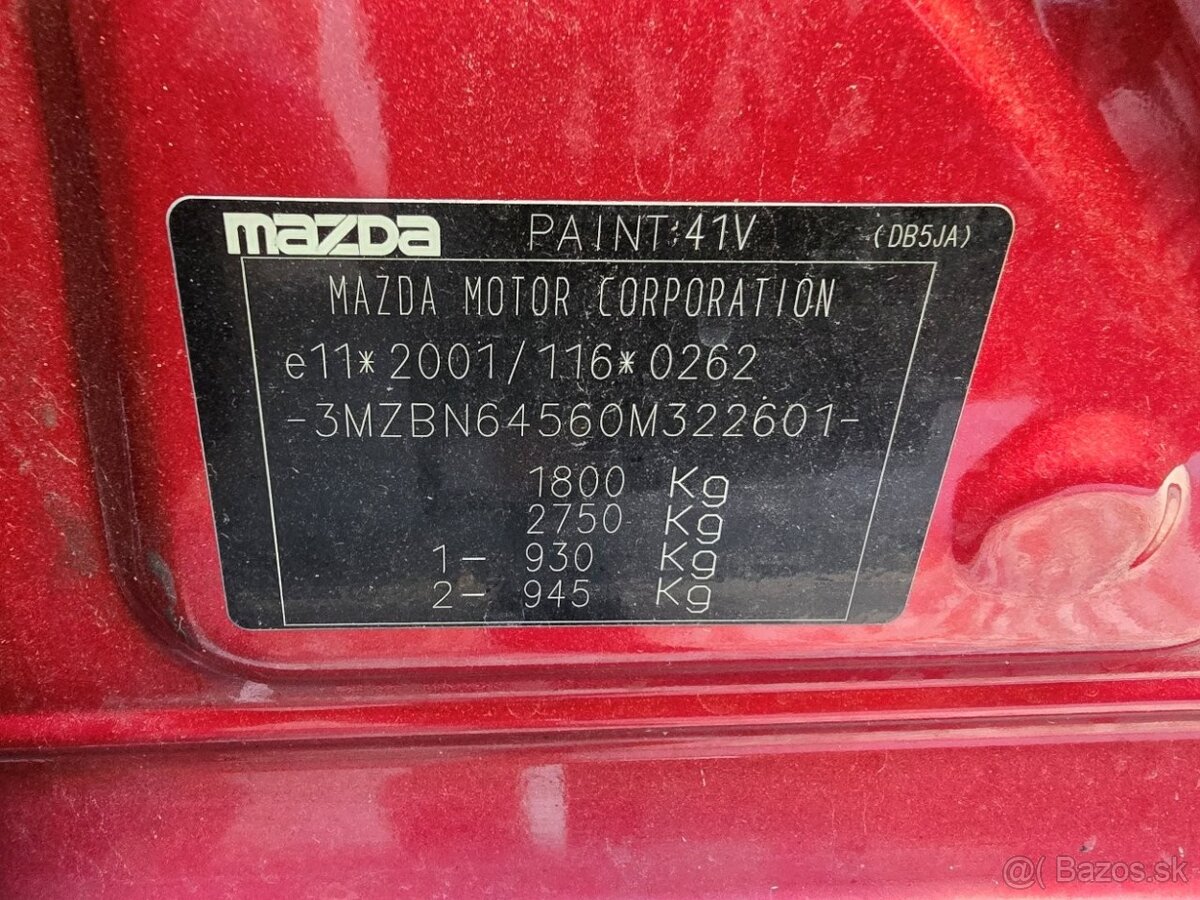 mazda PAINT:41V (DB5JA)
MAZDA MOTOR CORPORATION
e11*2001/116*0262
-3MZBN64560M322601-
1800 Kg
2750 Kg
1- 930 Kg
2- 945 Kg
@( Bazos.sk